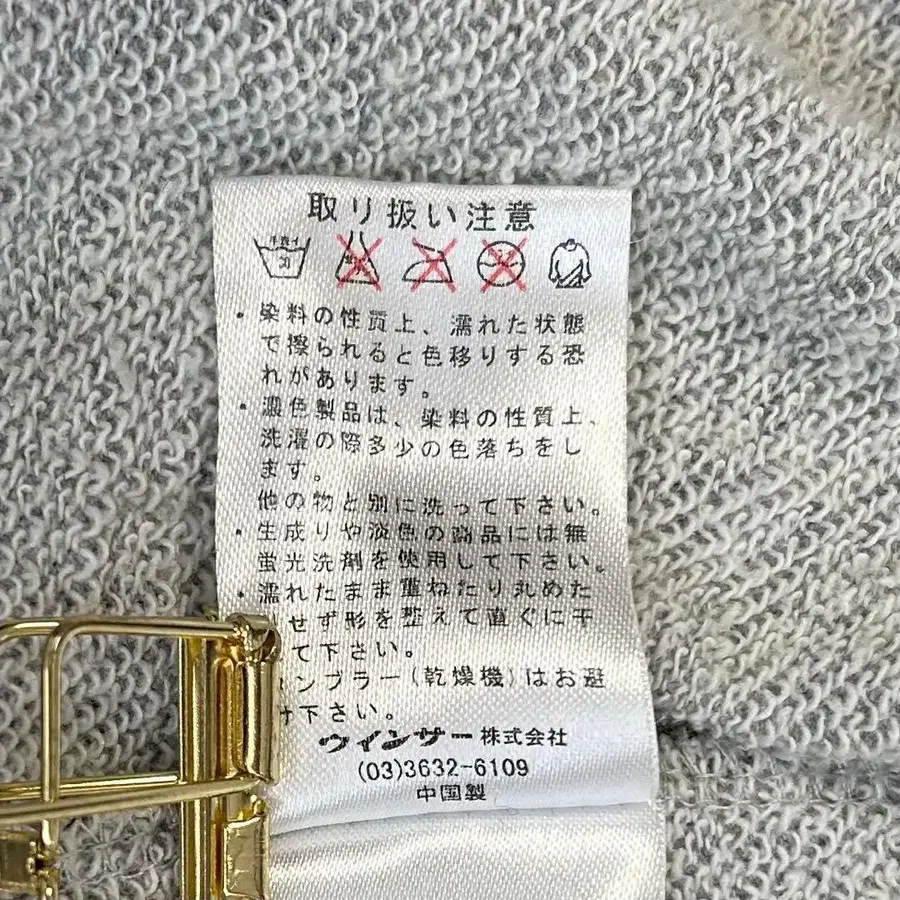 取り扱い注意
手洗イ
30
・染料の性質上、濡れた状態
で擦られると色移りする恐
れがあります。
・濃色製品は、染料の性質上、
洗濯の際多少の色落ちをし
ます。
他の物と別に洗って下さい。
・生成りや淡色の商品には無
蛍光洗剤を使用して下さい。
・濡れたまま重ねたり丸めた
せず形を整えて直ぐに干
て下さい。
ンブラー(乾燥機)はお避
け下さい。
ウインサー株式会社
(03)3632-6109
中国製